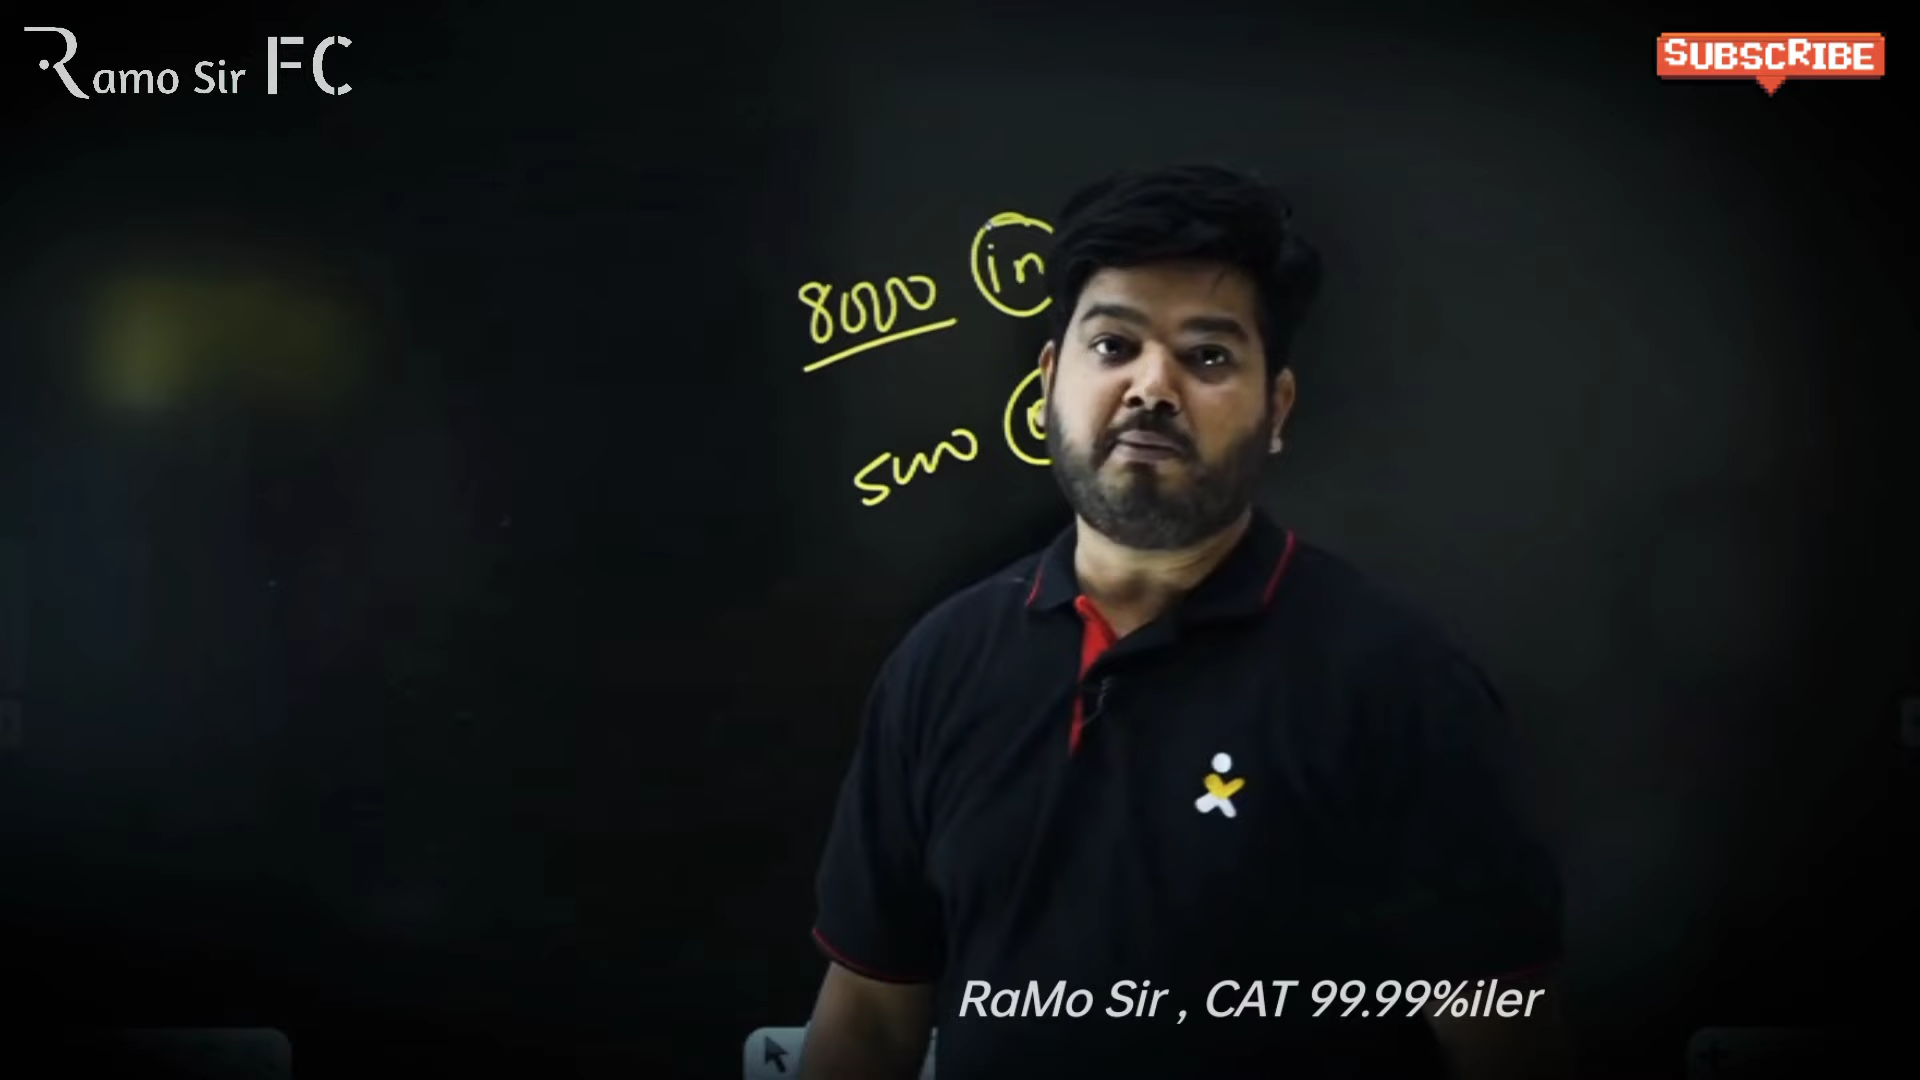 Ramo Sir FC
SUBSCRIBE
8000 in
5000
RaMo Sir , CAT 99.99%iler